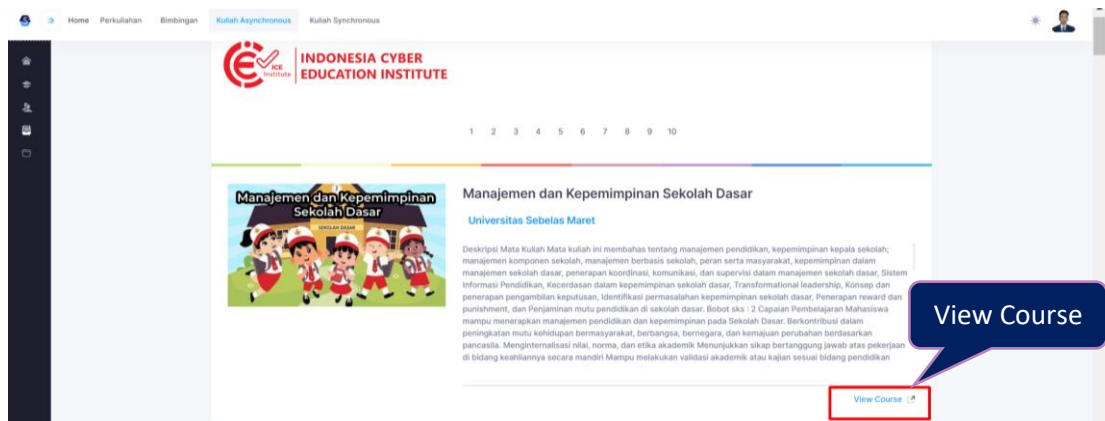 Home Perkuliahan Bimbingan Kuliah Asynchronous Kuliah Synchronous
ICE
Institute
INDONESIA CYBER
EDUCATION INSTITUTE
1 2 3 4 5 6 7 8 9 10
Manajemen dan Kepemimpinan
Sekolah Dasar
SEKOLAH DASAR
Manajemen dan Kepemimpinan Sekolah Dasar
Universitas Sebelas Maret
Deskripsi Mata Kuliah Mata kuliah ini membahas tentang manajemen pendidikan, kepemimpinan kepala sekolah;
manajemen komponen sekolah, manajemen berbasis sekolah, peran serta masyarakat, kepemimpinan dalam
manajemen sekolah dasar, penerapan koordinasi, komunikasi, dan supervisi dalam manajemen sekolah dasar, Sistem
Informasi Pendidikan, Kecerdasan dalam kepemimpinan sekolah dasar, Transformational leadership, Konsep dan
penerapan pengambilan keputusan, Identifikasi permasalahan kepemimpinan sekolah dasar, Penerapan reward dan
punishment, dan Penjaminan mutu pendidikan di sekolah dasar. Bobot sks : 2 Capaian Pembelajaran Mahasiswa
mampu menerapkan manajemen pendidikan dan kepemimpinan pada Sekolah Dasar. Berkontribusi dalam
peningkatan mutu kehidupan bermasyarakat, berbangsa, bernegara, dan kemajuan perubahan berdasarkan
pancasila. Menginternalisasi nilai, norma, dan etika akademik Menunjukkan sikap bertanggung jawab atas pekerjaan
di bidang keahliannya secara mandiri Mampu melakukan validasi akademik atau kajian sesuai bidang pendidikan
View Course
View Course